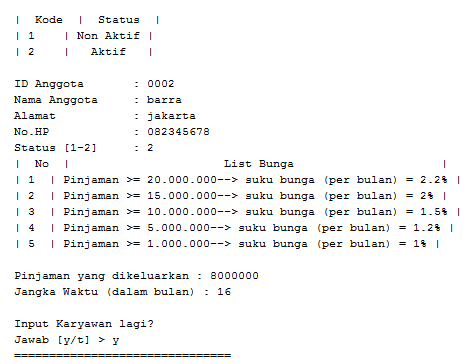 |  Kode  |  Status  |
| 1    | Non Aktif |
| 2    |   Aktif   |
ID Anggota       : 0002
Nama Anggota     : barra
Alamat           : jakarta
No.HP            : 082345678
Status [1-2]     : 2
|  No  |                       List Bunga                      |
| 1  | Pinjaman >= 20.000.000--> suku bunga (per bulan) = 2.2% |
| 2  | Pinjaman >= 15.000.000--> suku bunga (per bulan) = 2% |
| 3  | Pinjaman >= 10.000.000--> suku bunga (per bulan) = 1.5% |
| 4  | Pinjaman >= 5.000.000--> suku bunga (per bulan) = 1.2% |
| 5  | Pinjaman >= 1.000.000--> suku bunga (per bulan) = 1% |
Pinjaman yang dikeluarkan : 8000000
Jangka Waktu (dalam bulan) : 16
Input Karyawan lagi?
Jawab [y/t] > y
===============================